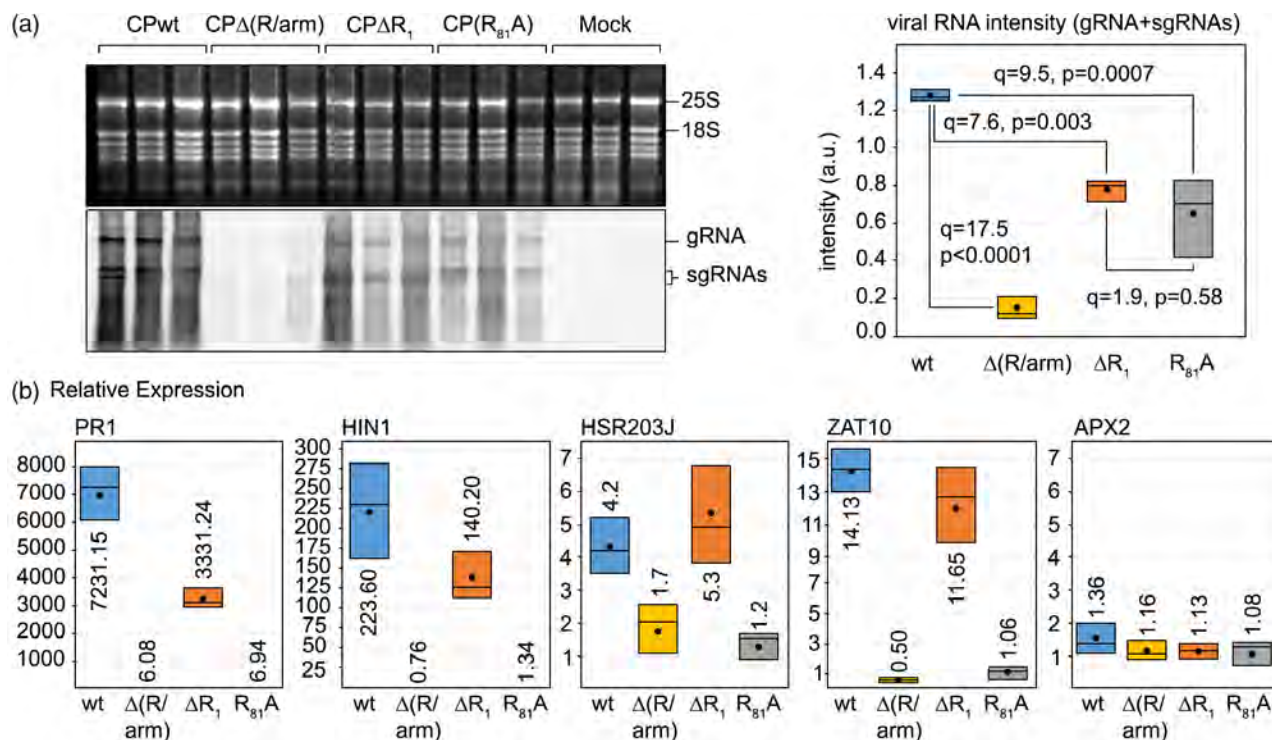 (a)
CPwt CPΔ(R/arm) CPΔR₁ CP(R₈₁A) Mock
25S
18S
gRNA
sgRNAs
viral RNA intensity (gRNA+sgRNAs)
intensity (a.u.)
1.4
1.2
1.0
0.8
0.6
0.4
0.2
0.0
q=9.5, p=0.0007
q=7.6, p=0.003
q=17.5
p<0.0001
q=1.9, p=0.58
wt Δ(R/arm) ΔR₁ R₈₁A
(b) Relative Expression
PR1
8000
7000
6000
5000
4000
3000
2000
1000
7231.15
6.08
3331.24
6.94
wt Δ(R/ ΔR₁ R₈₁A
arm)
HIN1
300
275
250
225
200
175
150
125
100
75
50
25
223.60
0.76
140.20
1.34
wt Δ(R/ ΔR₁ R₈₁A
arm)
HSR203J
7
6
5
4
3
2
1
4.2
1.7
5.3
1.2
wt Δ(R/ ΔR₁ R₈₁A
arm)
ZAT10
15
13
11
9
7
5
3
1
14.13
0.50
11.65
1.06
wt Δ(R/ ΔR₁ R₈₁A
arm)
APX2
7
6
5
4
3
2
1
1.36
1.16
1.13
1.08
wt Δ(R/ ΔR₁ R₈₁A
arm)